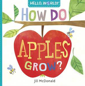 HELLO, WORLD!
HOW DO
APPLES
GROW?
Jill McDonald